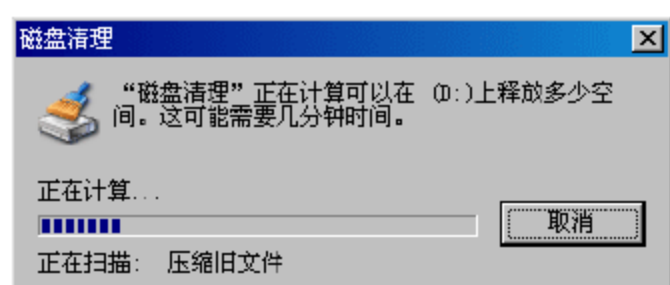 磁盘清理
“磁盘清理”正在计算可以在 (D:)上释放多少空
间。这可能需要几分钟时间。
正在计算...
取消
正在扫描: 压缩旧文件